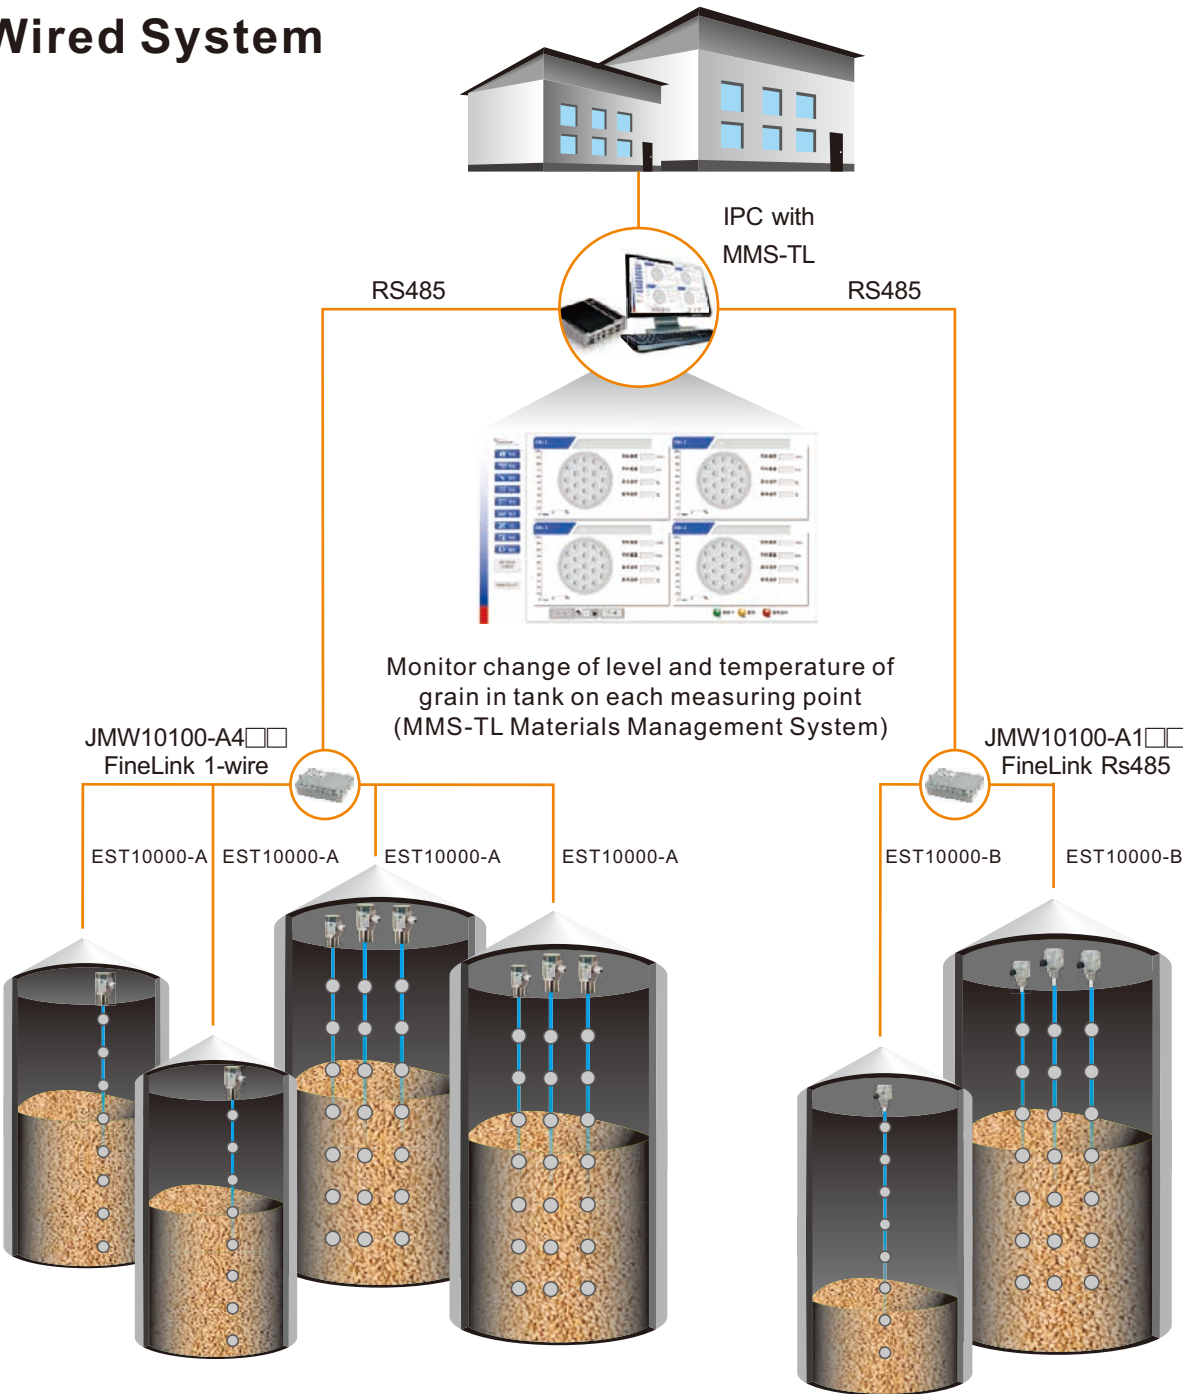 Wired System
IPC with
MMS-TL
RS485
RS485
Monitor change of level and temperature of
grain in tank on each measuring point
(MMS-TL Materials Management System)
JMW10100-A4□□
FineLink 1-wire
JMW10100-A1□□
FineLink Rs485
EST10000-A
EST10000-A
EST10000-A
EST10000-A
EST10000-B
EST10000-B